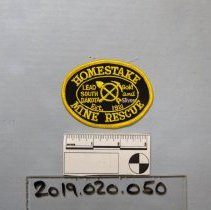 HOMESTAKE
LEAD
SOUTH
DAKOTA
Gold
and
Silver
Est.
MINE RESCUE
2019.020.050